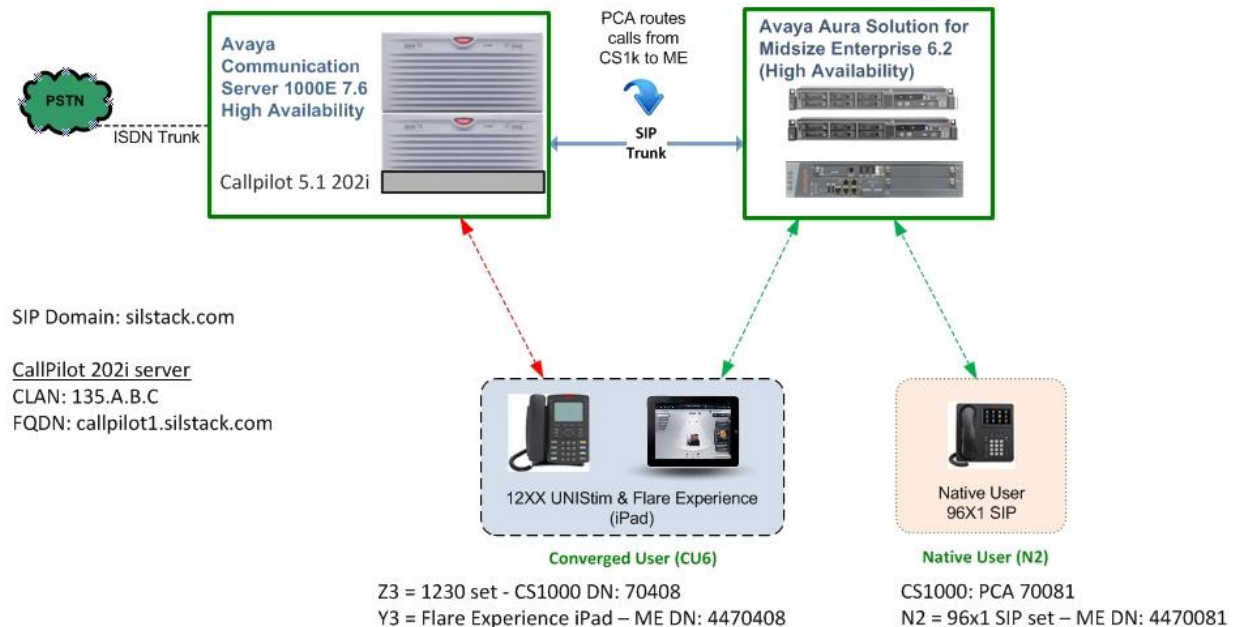 PSTN
ISDN Trunk
Avaya
Communication
Server 1000E 7.6
High Availability
Callpilot 5.1 202i
PCA routes
calls from
CS1k to ME
SIP
Trunk
Avaya Aura Solution for
Midsize Enterprise 6.2
(High Availability)
SIP Domain: silstack.com
CallPilot 202i server
CLAN: 135.A.B.C
FQDN: callpilot1.silstack.com
12XX UNIStim & Flare Experience
(iPad)
Converged User (CU6)
Z3 = 1230 set - CS1000 DN: 70408
Y3 = Flare Experience iPad – ME DN: 4470408
Native User
96X1 SIP
Native User (N2)
CS1000: PCA 70081
N2 = 96x1 SIP set – ME DN: 4470081